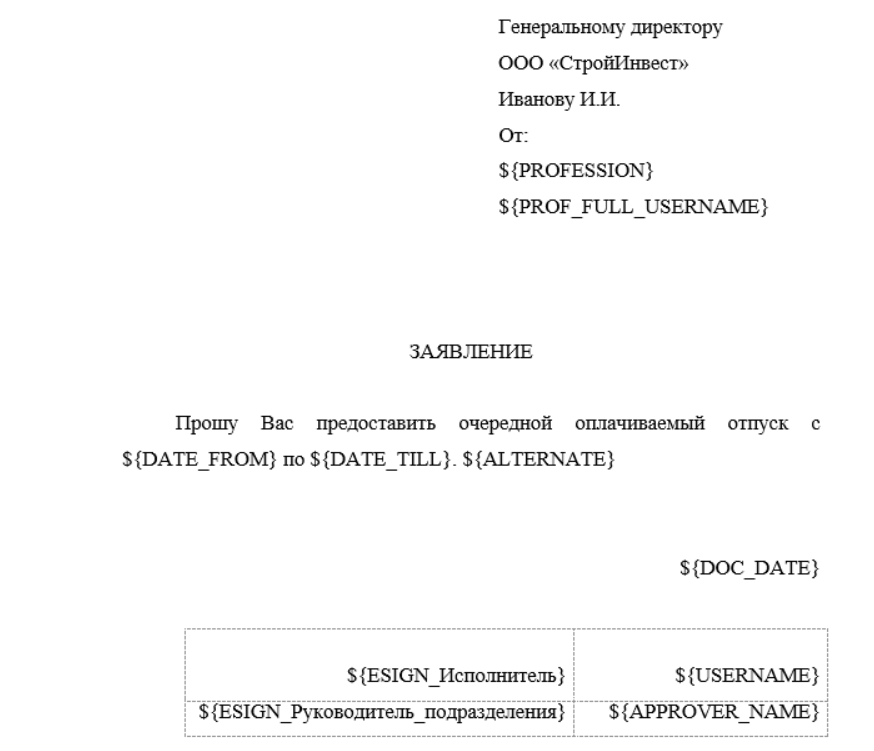 Генеральному директору
ООО «СтройИнвест»
Иванову И.И.
От:
${PROFESSION}
${PROF_FULL_USERNAME}
ЗАЯВЛЕНИЕ
Прошу Вас предоставить очередной оплачиваемый отпуск с
${DATE_FROM} по ${DATE_TILL}. ${ALTERNATE}
${DOC_DATE}
${ESIGN_Исполнитель} ${USERNAME}
${ESIGN_Руководитель_подразделения} ${APPROVER_NAME}